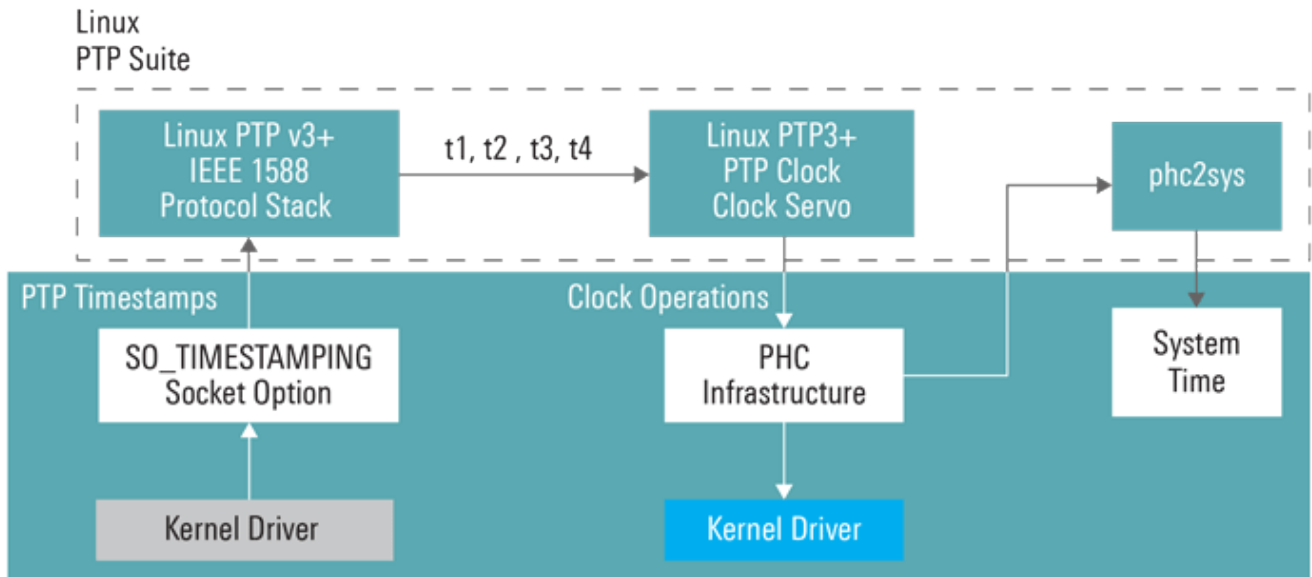 Linux
PTP Suite
Linux PTP v3+
IEEE 1588
Protocol Stack
t1, t2 , t3, t4
Linux PTP3+
PTP Clock
Clock Servo
phc2sys
PTP Timestamps
Clock Operations
SO_TIMESTAMPING
Socket Option
PHC
Infrastructure
System
Time
Kernel Driver
Kernel Driver